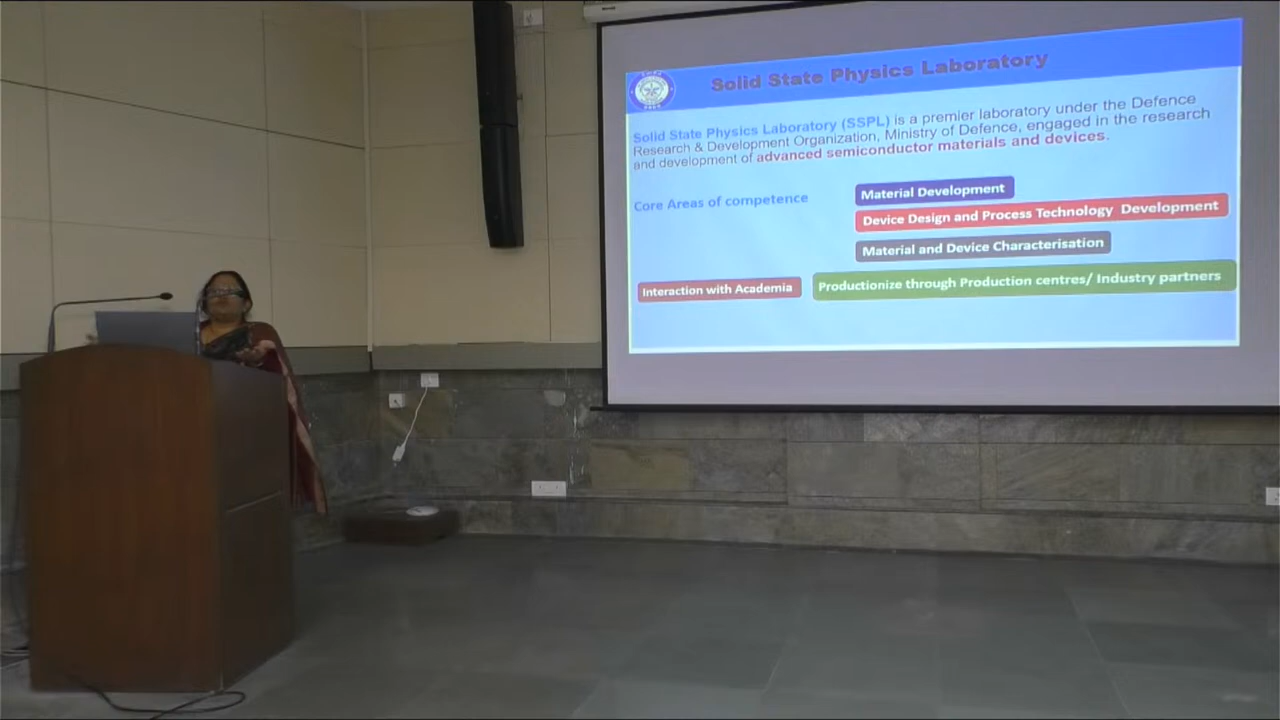 Solid State Physics Laboratory
Solid State Physics Laboratory (SSPL) is a premier laboratory under the Defence
Research & Development Organization, Ministry of Defence, engaged in the research
and development of advanced semiconductor materials and devices.
Core Areas of competence
Material Development
Device Design and Process Technology Development
Material and Device Characterisation
Interaction with Academia
Productionize through Production centres/ Industry partners